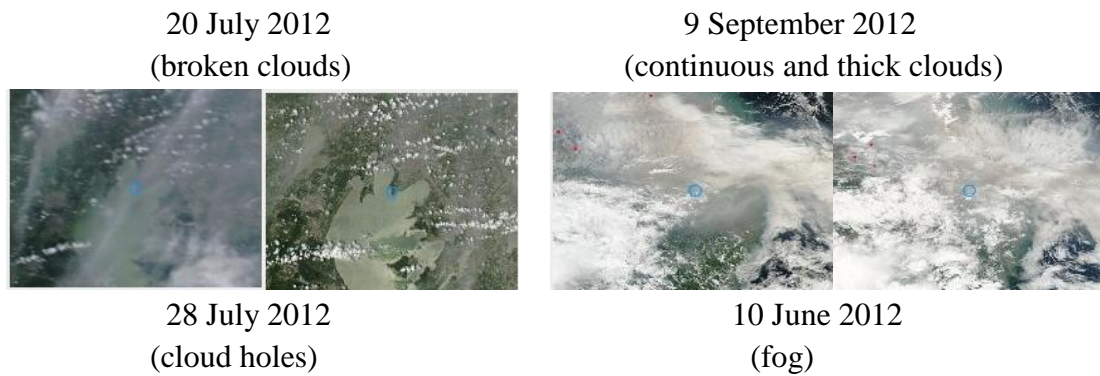 20 July 2012
(broken clouds)
9 September 2012
(continuous and thick clouds)
28 July 2012
(cloud holes)
10 June 2012
(fog)